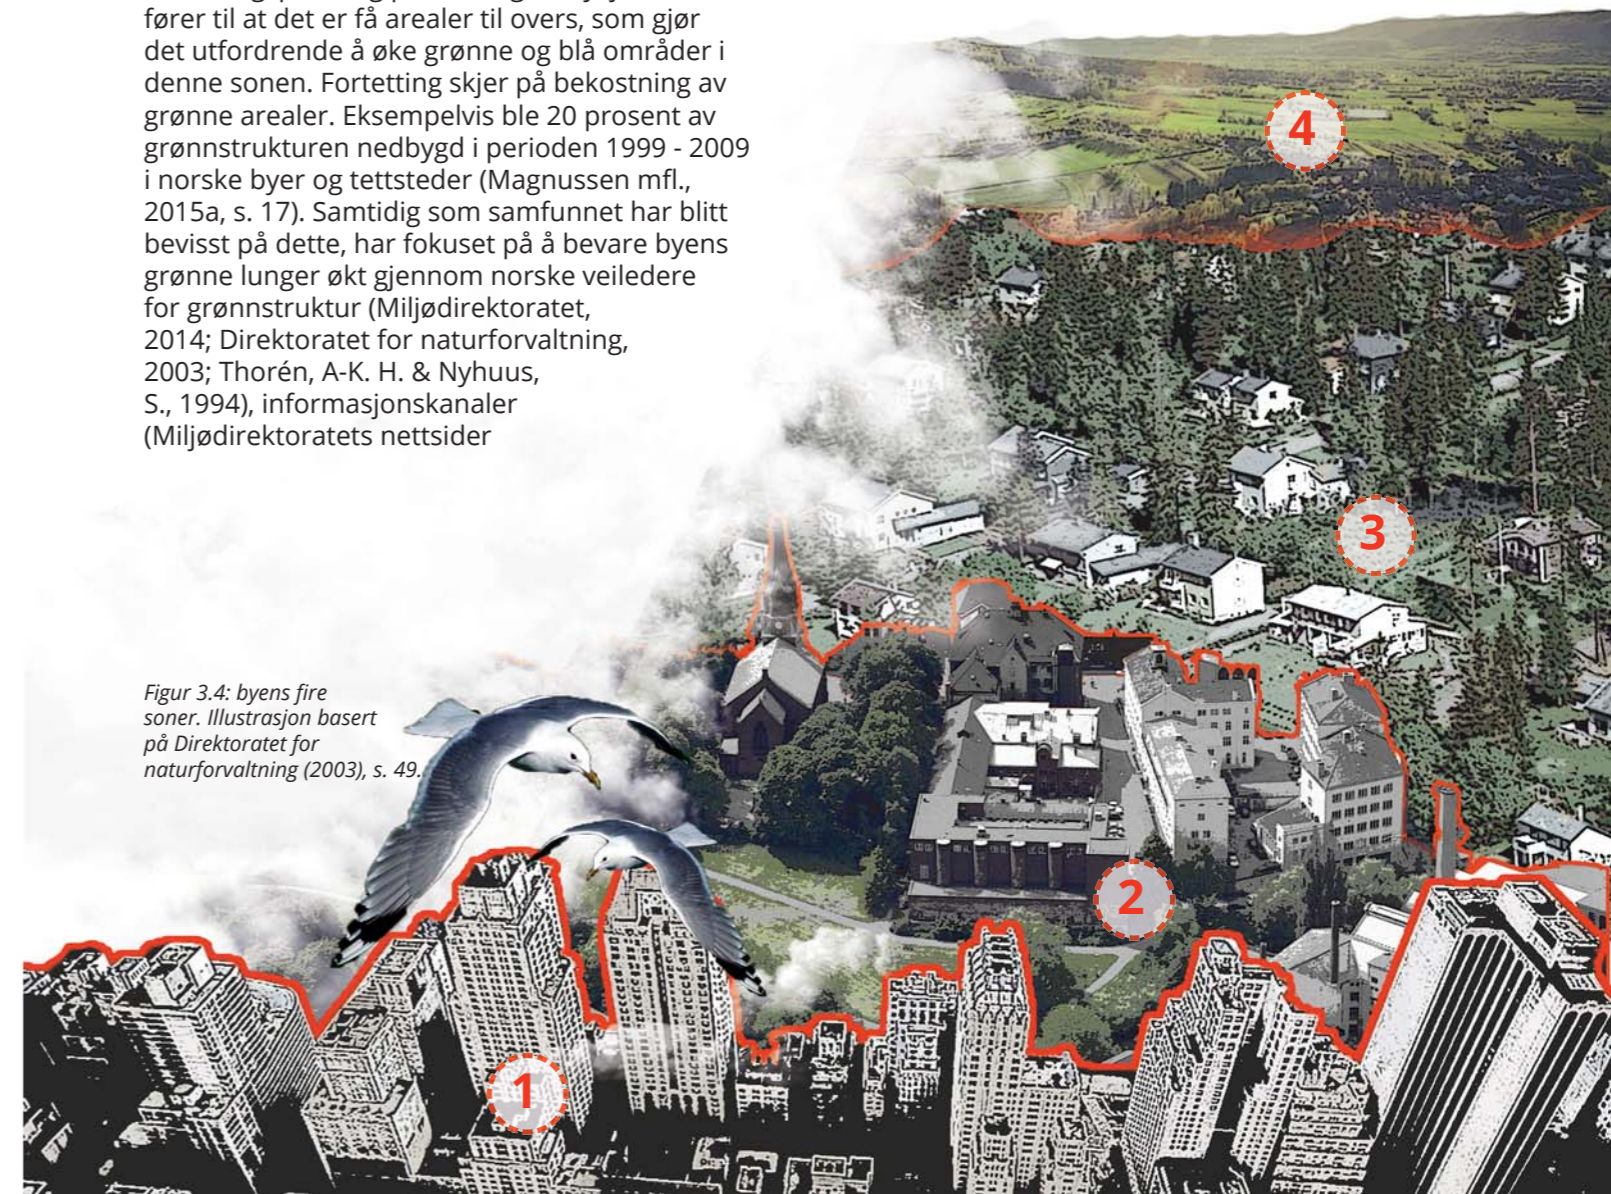 fører til at det er få arealer til overs, som gjør
det utfordrende å øke grønne og blå områder i
denne sonen. Fortetting skjer på bekostning av
grønne arealer. Eksempelvis ble 20 prosent av
grønnstrukturen nedbygd i perioden 1999 - 2009
i norske byer og tettsteder (Magnussen mfl.,
2015a, s. 17). Samtidig som samfunnet har blitt
bevisst på dette, har fokuset på å bevare byens
grønne lunger økt gjennom norske veiledere
for grønnstruktur (Miljødirektoratet,
2014; Direktoratet for naturforvaltning,
2003; Thorén, A-K. H. & Nyhuus,
S., 1994), informasjonskanaler
(Miljødirektoratets nettsider
Figur 3.4: byens fire
soner. Illustrasjon basert
på Direktoratet for
naturforvaltning (2003), s. 49.
4
3
2
1